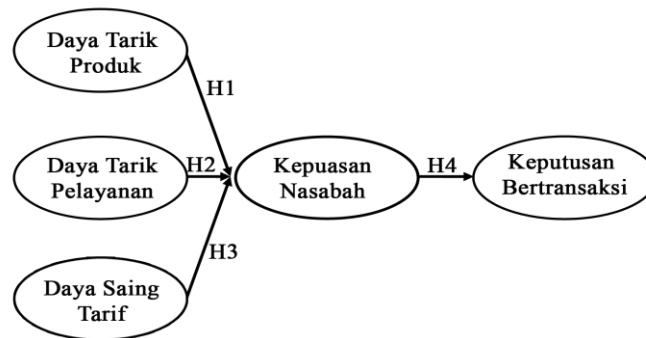 Daya Tarik
Produk
H1
Daya Tarik
Pelayanan
H2
Kepuasan
Nasabah
H4
Keputusan
Bertransaksi
H3
Daya Saing
Tarif